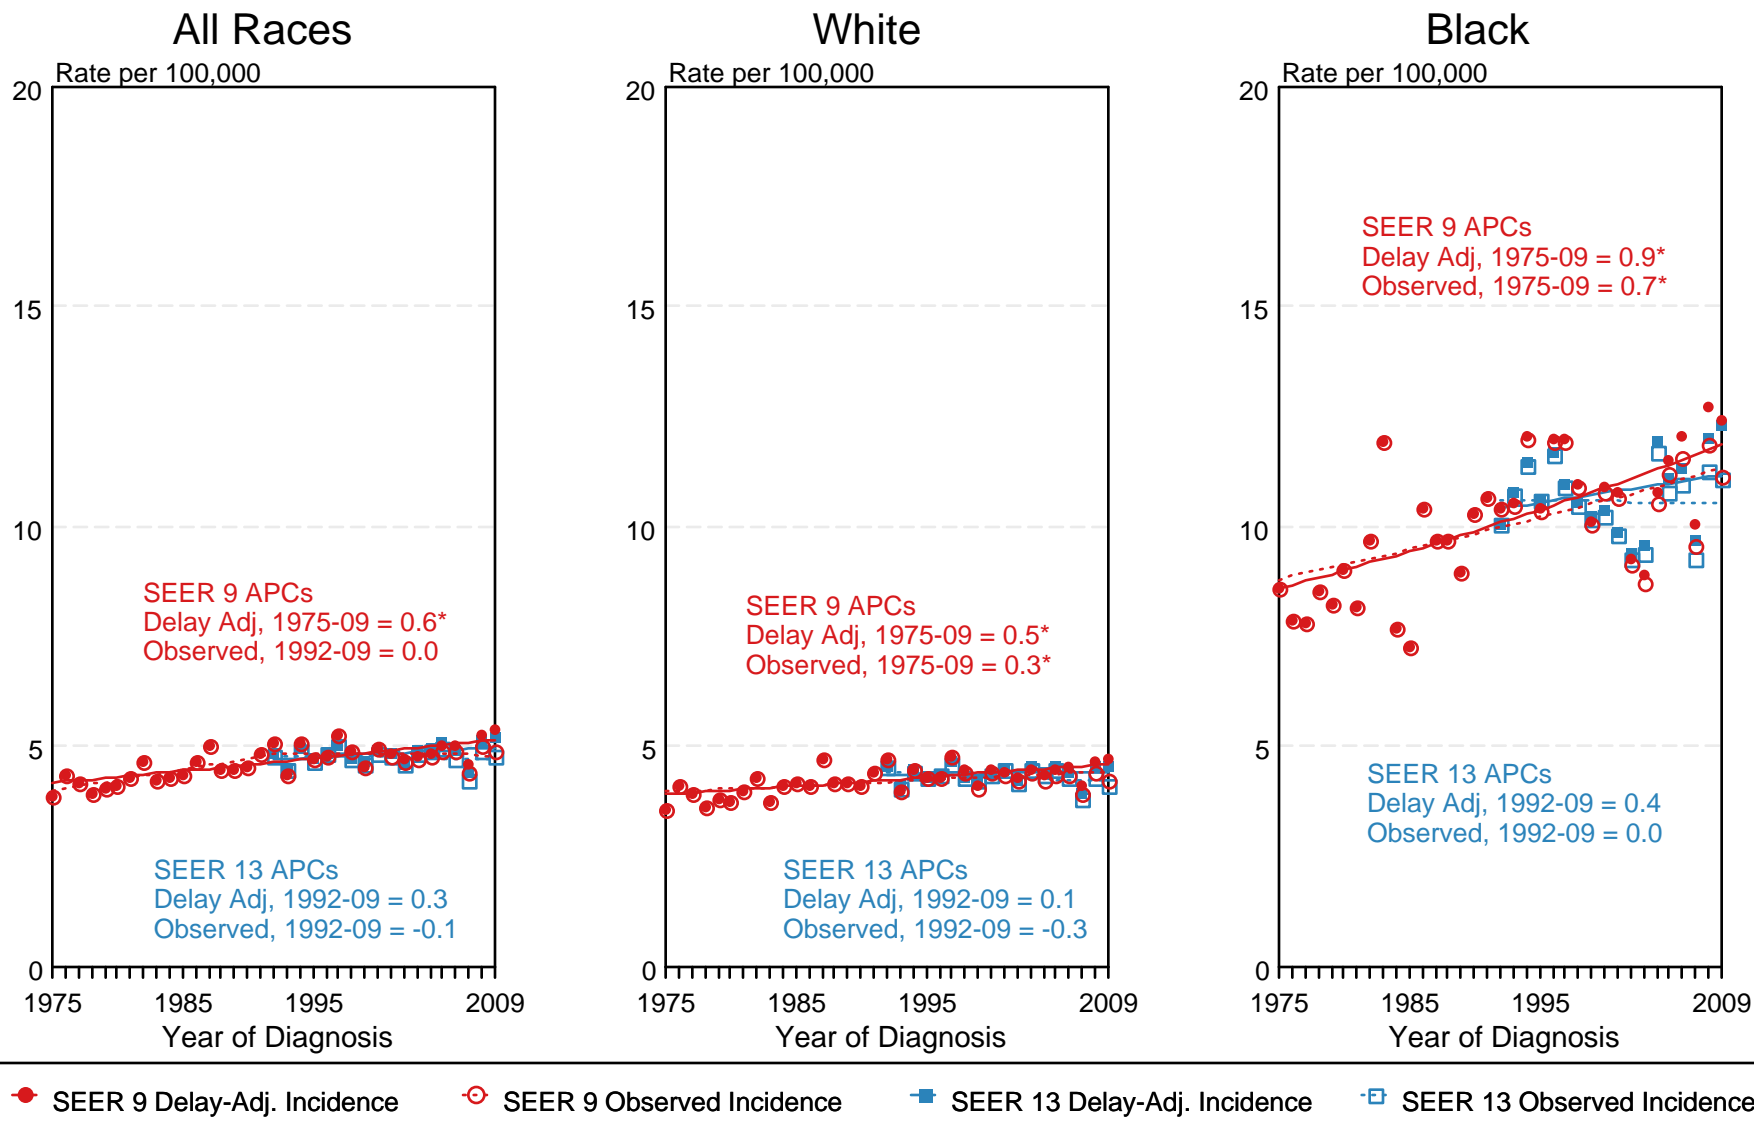 All Races
Rate per 100,000
20
15
10
5
0
SEER 9 APCs
Delay Adj, 1975-09 = 0.6*
Observed, 1992-09 = 0.0
SEER 13 APCs
Delay Adj, 1992-09 = 0.3
Observed, 1992-09 = -0.1
1975 1985 1995 2009
Year of Diagnosis
White
Rate per 100,000
20
15
10
5
0
SEER 9 APCs
Delay Adj, 1975-09 = 0.5*
Observed, 1975-09 = 0.3*
SEER 13 APCs
Delay Adj, 1992-09 = 0.1
Observed, 1992-09 = -0.3
1975 1985 1995 2009
Year of Diagnosis
Black
Rate per 100,000
20
15
10
5
0
SEER 9 APCs
Delay Adj, 1975-09 = 0.9*
Observed, 1975-09 = 0.7*
SEER 13 APCs
Delay Adj, 1992-09 = 0.4
Observed, 1992-09 = 0.0
1975 1985 1995 2009
Year of Diagnosis
SEER 9 Delay-Adj. Incidence
SEER 9 Observed Incidence
SEER 13 Delay-Adj. Incidence
SEER 13 Observed Incidence